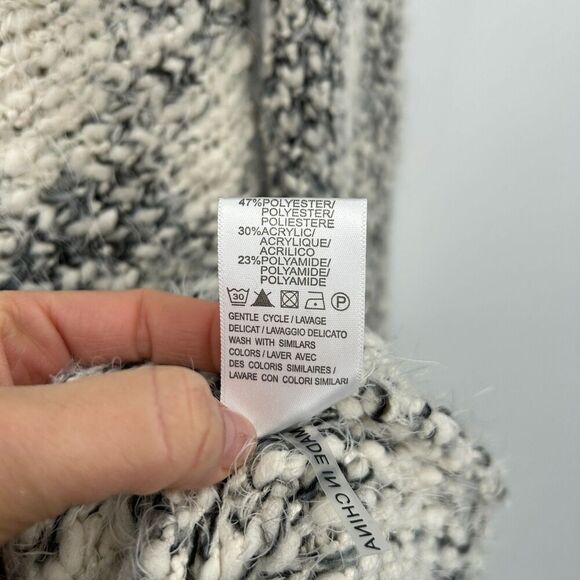 47%POLYESTER/
POLYESTER/
POLIESTERE
30%ACRYLIC/
ACRYLIQUE/
ACRILICO
23%POLYAMIDE/
POLYAMIDE/
POLYAMIDE
30 P
GENTLE CYCLE / LAVAGE
DELICAT / LAVAGGIO DELICATO
WASH WITH SIMILARS
COLORS / LAVER AVEC
DES COLORIS SIMILAIRES /
LAVARE CON COLORI SIMILARI
MADE IN CHINA